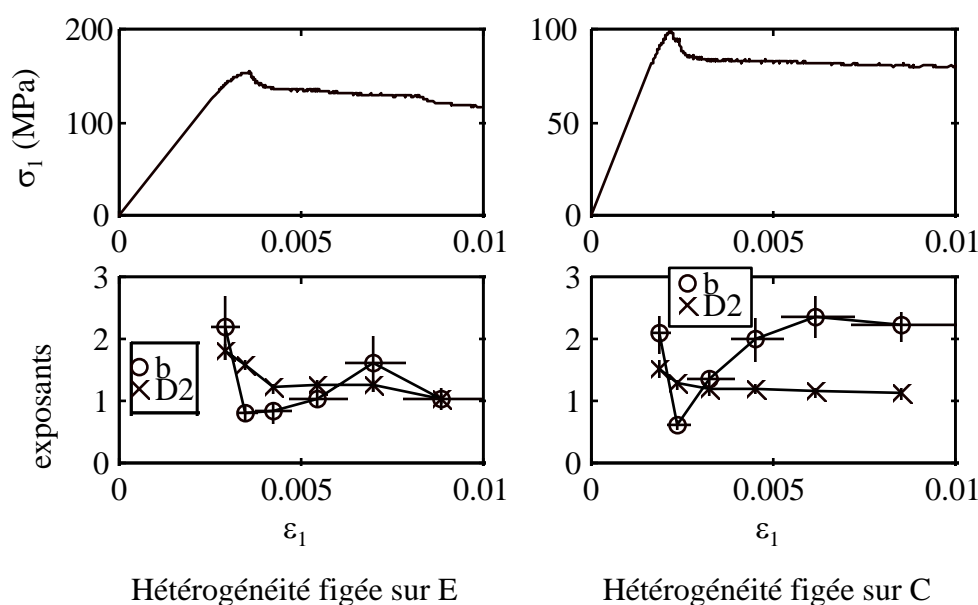 200
100
0
σ1 (MPa)
0 0.005 0.01
100
50
0
0 0.005 0.01
3
2
1
0
exposants
b
D2
0 0.005 0.01
ε1
3
2
1
0
b
D2
0 0.005 0.01
ε1
Hétérogénéité figée sur E
Hétérogénéité figée sur C